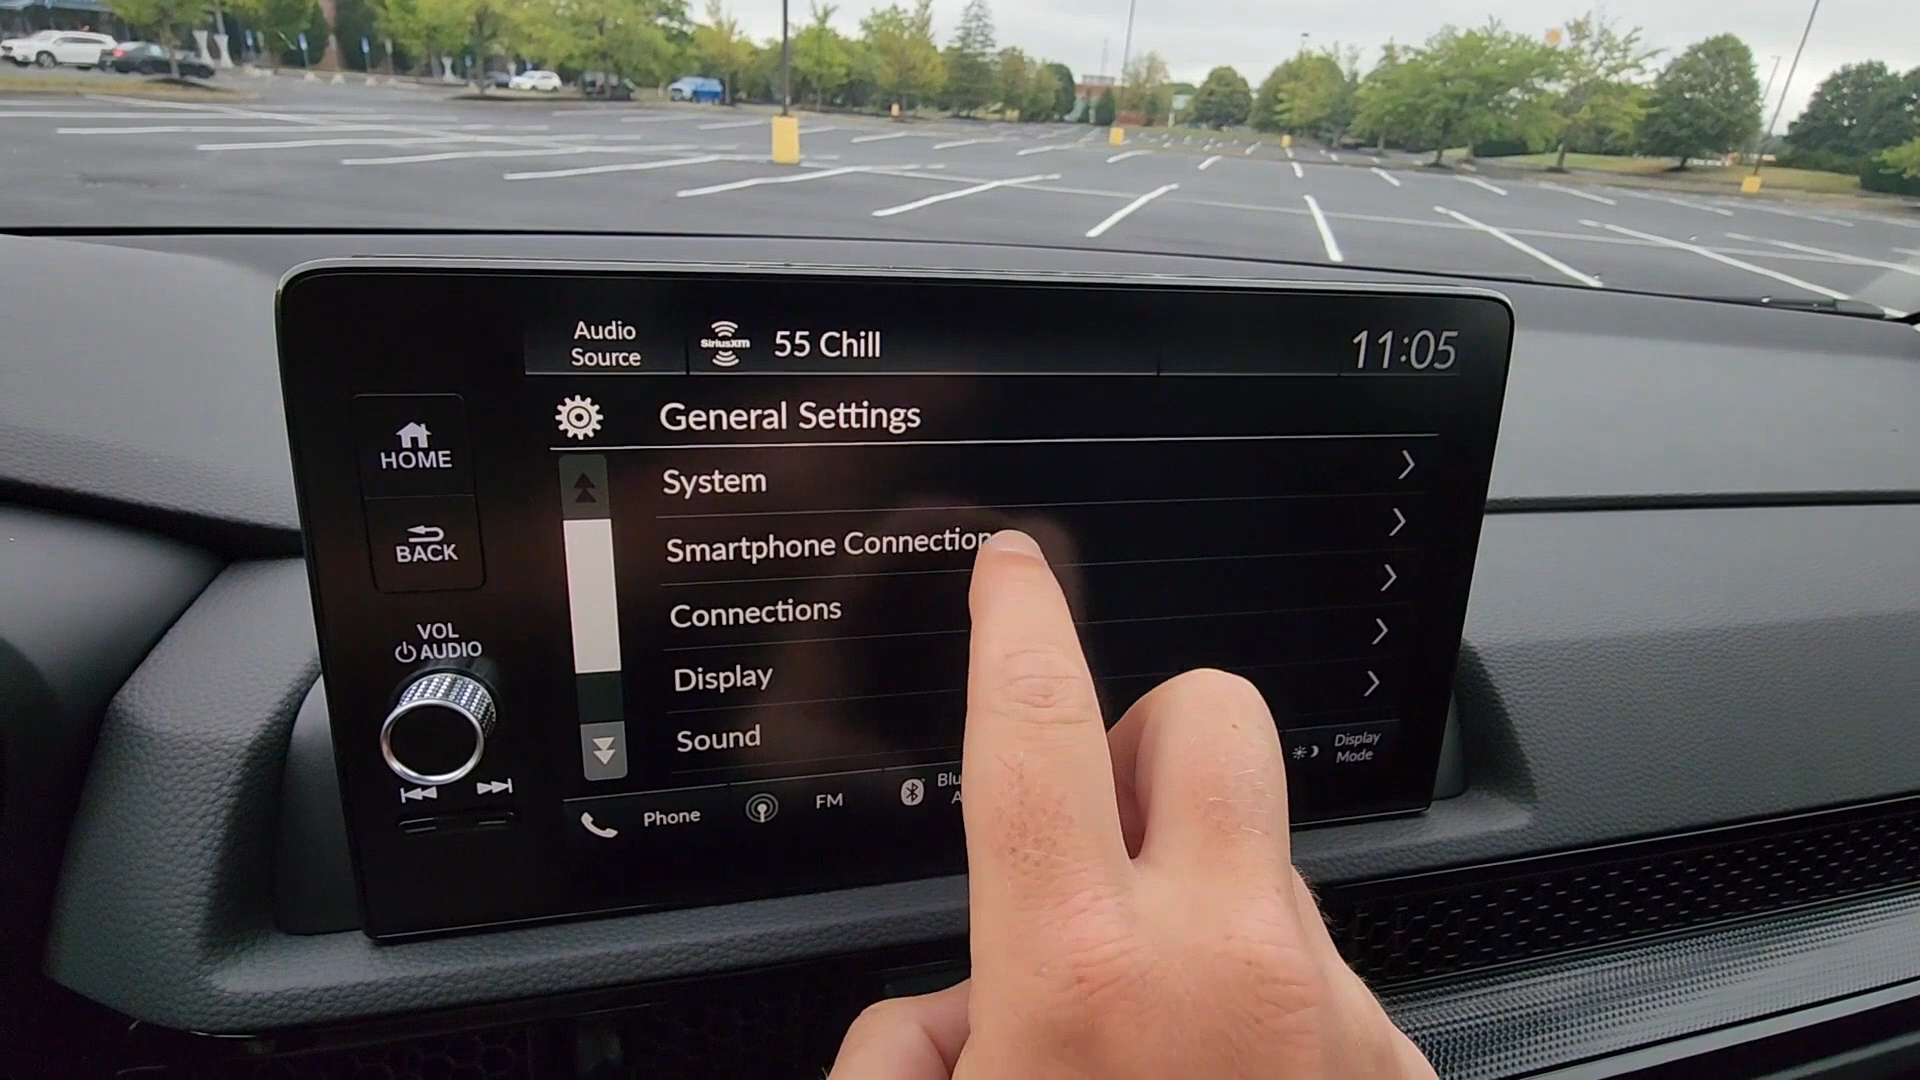 Audio
Source
SiriusXM
55 Chill
11:05
General Settings
HOME
System
Smartphone Connection
BACK
Connections
VOL
AUDIO
Display
Sound
Display
Mode
Phone
FM